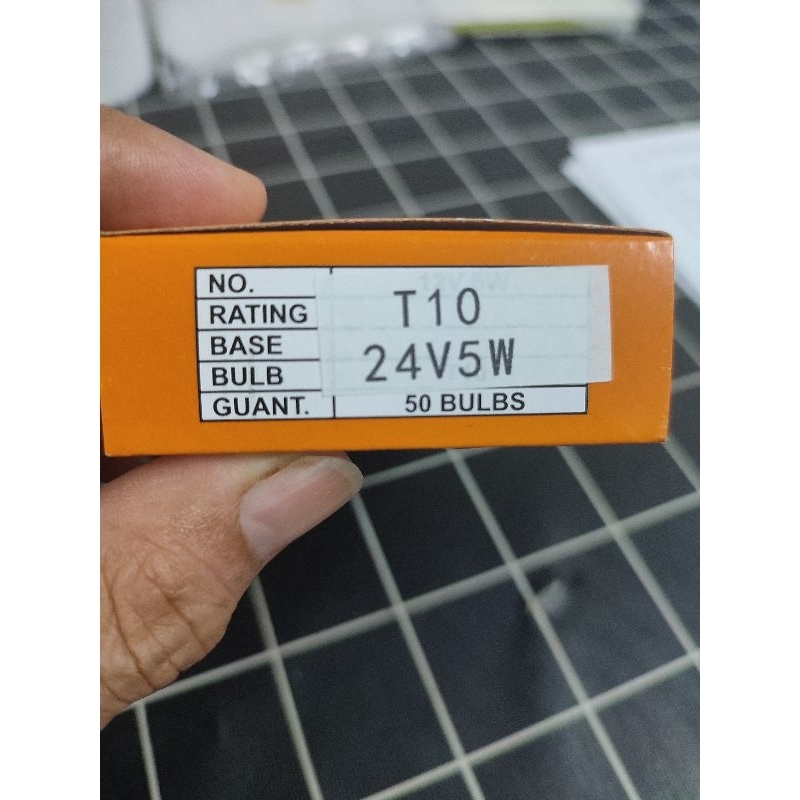 NO.
RATING T10
BASE
BULB 24V5W
GUANT. 50 BULBS